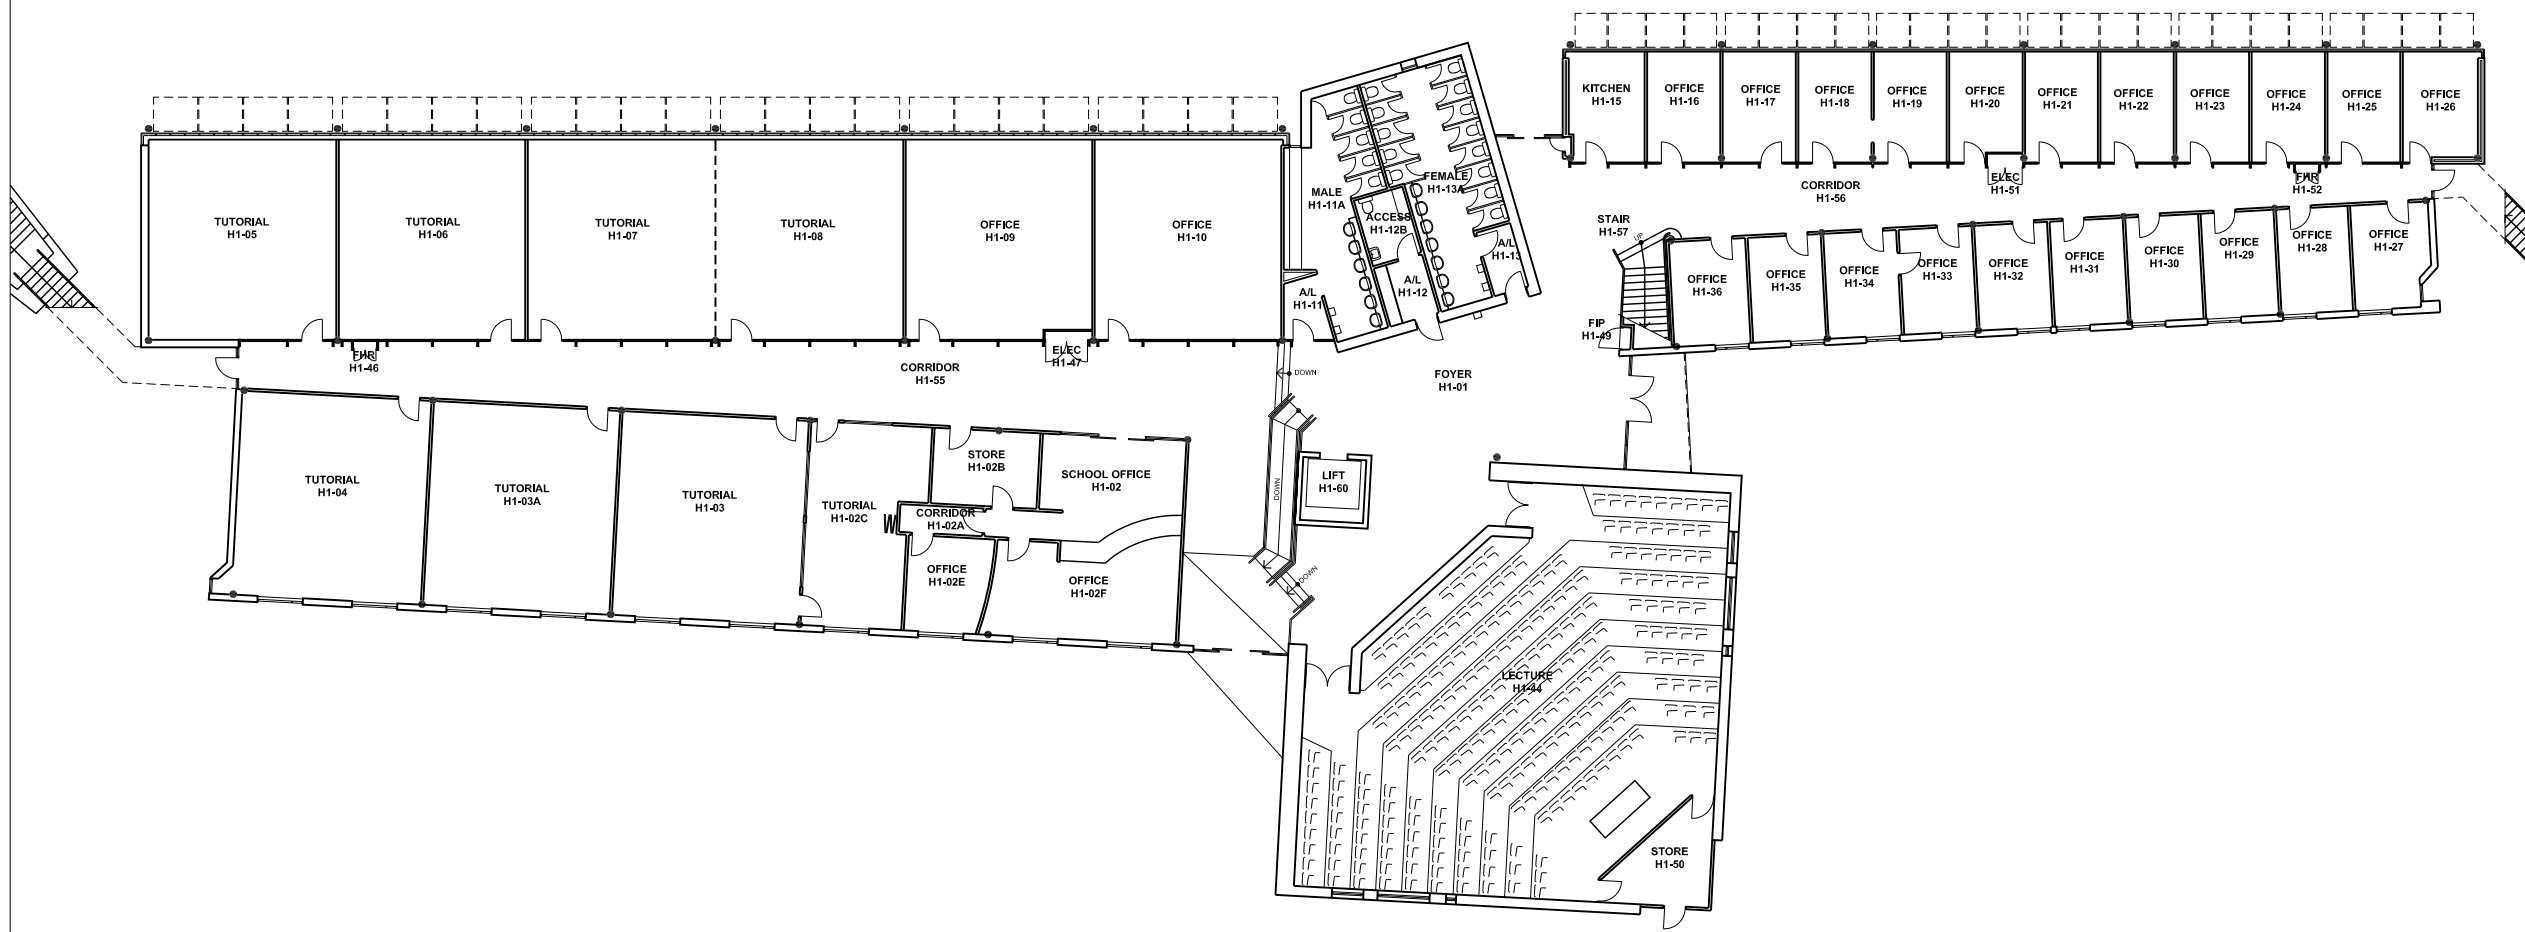 KITCHEN
H1-15
OFFICE
H1-16
OFFICE
H1-17
OFFICE
H1-18
OFFICE
H1-19
OFFICE
H1-20
OFFICE
H1-21
OFFICE
H1-22
OFFICE
H1-23
OFFICE
H1-24
OFFICE
H1-25
OFFICE
H1-26
TUTORIAL
H1-05
TUTORIAL
H1-06
TUTORIAL
H1-07
TUTORIAL
H1-08
OFFICE
H1-09
OFFICE
H1-10
MALE
H1-11A
FEMALE
H1-13A
ACCESS
H1-12B
A/L
H1-11
A/L
H1-12
A/L
H1-13
CORRIDOR
H1-56
ELEC
H1-51
FHR
H1-52
STAIR
H1-57
UP
FIP
H1-49
OFFICE
H1-36
OFFICE
H1-35
OFFICE
H1-34
OFFICE
H1-33
OFFICE
H1-32
OFFICE
H1-31
OFFICE
H1-30
OFFICE
H1-29
OFFICE
H1-28
OFFICE
H1-27
FHR
H1-46
CORRIDOR
H1-55
ELEC
H1-47
DOWN
FOYER
H1-01
TUTORIAL
H1-04
TUTORIAL
H1-03A
TUTORIAL
H1-03
TUTORIAL
H1-02C
STORE
H1-02B
SCHOOL OFFICE
H1-02
CORRIDOR
H1-02A
OFFICE
H1-02E
OFFICE
H1-02F
DOWN
LIFT
H1-60
DOWN
LECTURE
H1-44
STORE
H1-50